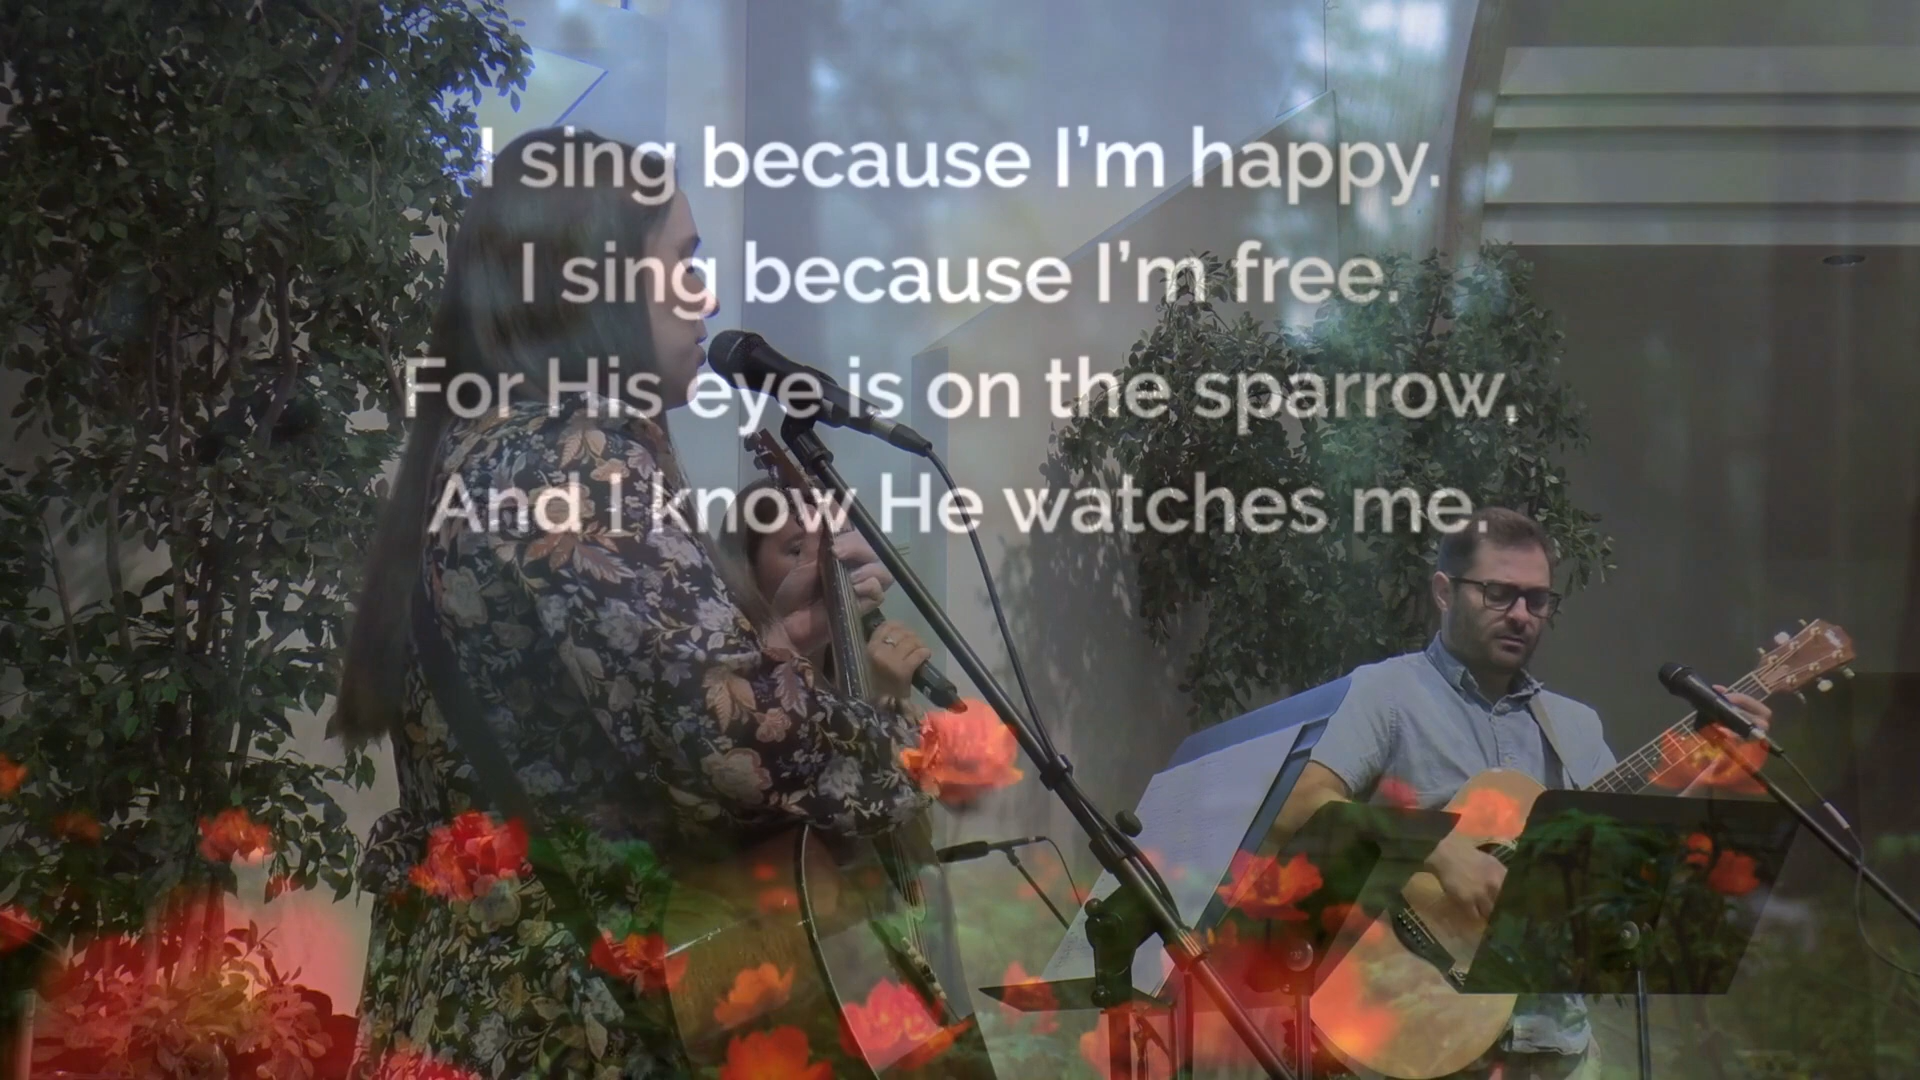 I sing because I’m happy.
I sing because I’m free.
For His eye is on the sparrow,
And I know He watches me.